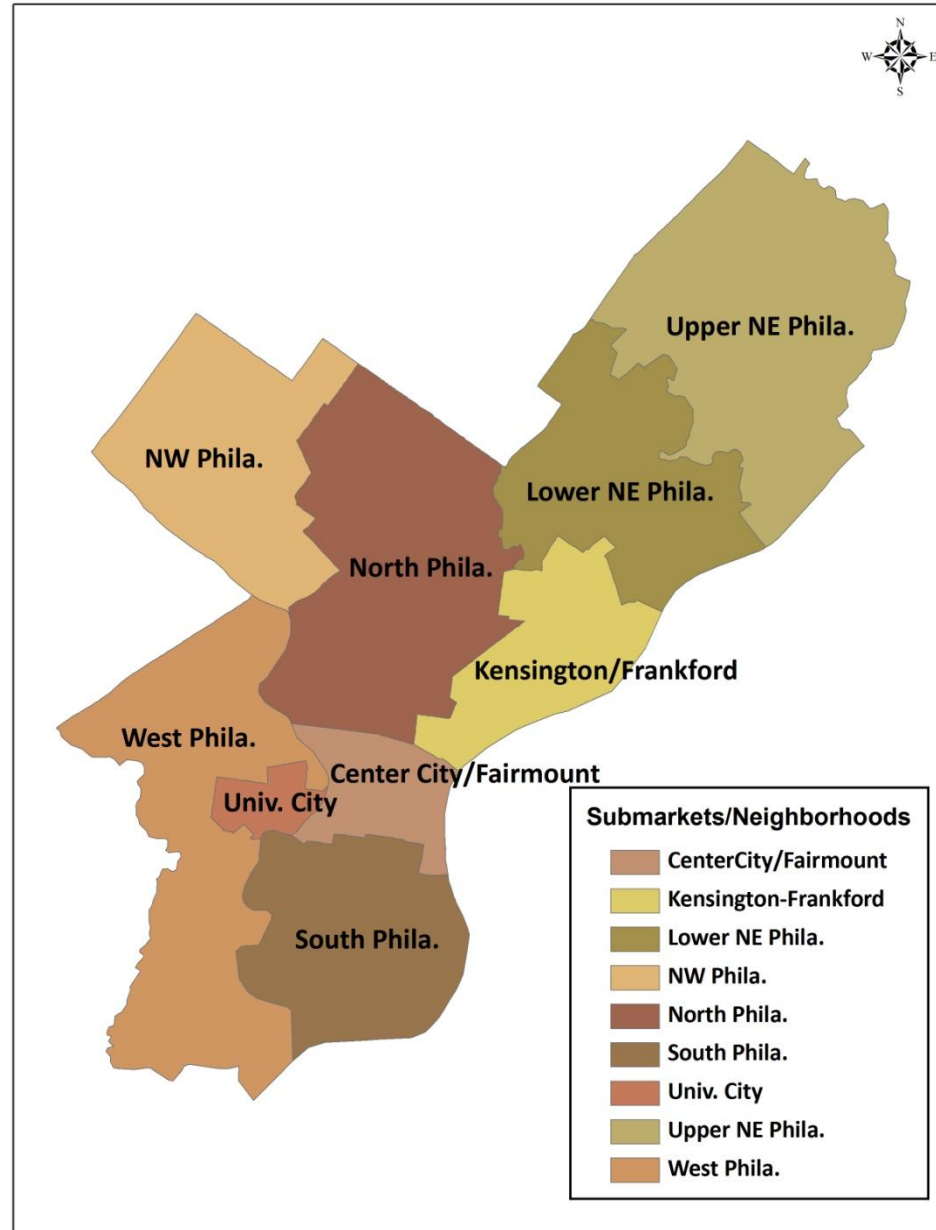 N
W E
S
Upper NE Phila.
NW Phila.
Lower NE Phila.
North Phila.
Kensington/Frankford
West Phila.
Center City/Fairmount
Univ. City
South Phila.
Submarkets/Neighborhoods
CenterCity/Fairmount
Kensington-Frankford
Lower NE Phila.
NW Phila.
North Phila.
South Phila.
Univ. City
Upper NE Phila.
West Phila.